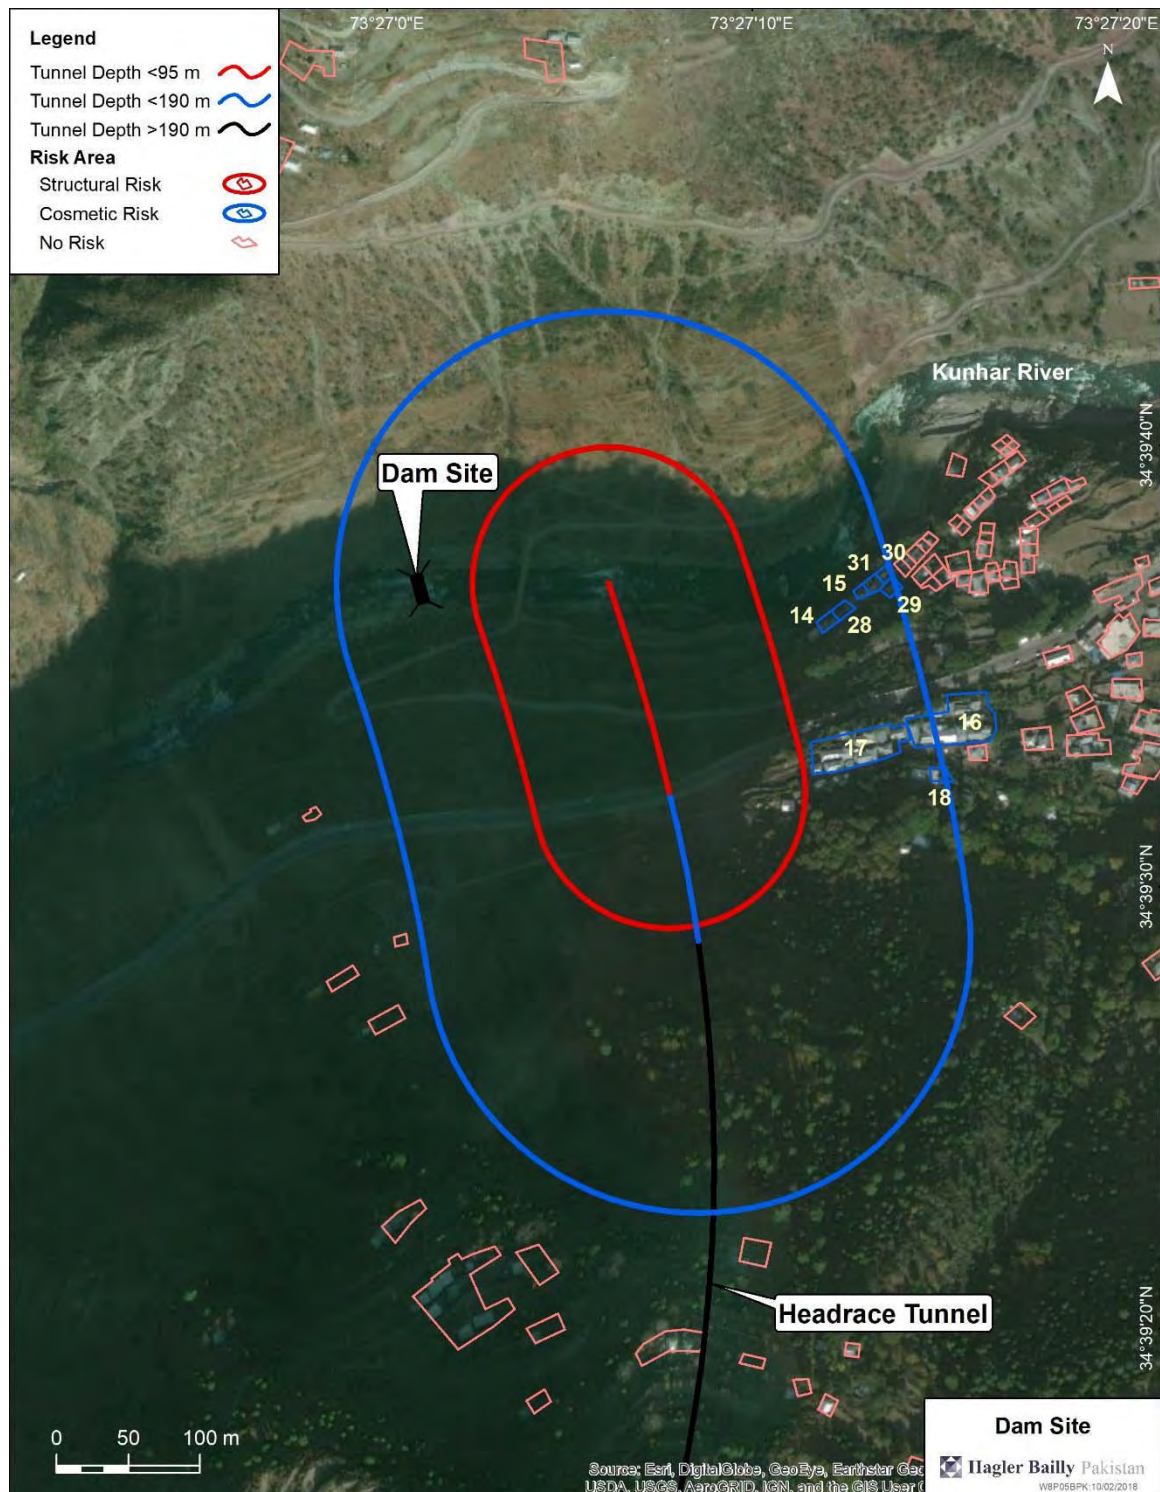 73°27'0"E
73°27'10"E
73°27'20"E
Legend
Tunnel Depth <95 m
Tunnel Depth <190 m
Tunnel Depth >190 m
Risk Area
Structural Risk
Cosmetic Risk
No Risk
N
Kunhar River
34°39'40"N
Dam Site
30
31
15
29
14
28
16
17
18
34°39'30"N
34°39'20"N
Headrace Tunnel
0 50 100 m
Dam Site
Hagler Bailly Pakistan
W8P05BPK:10/02/2018
Source: Esri, DigitalGlobe, GeoEye, Earthstar Geo
USDA, USGS, AeroGRID, IGN, and the GIS User